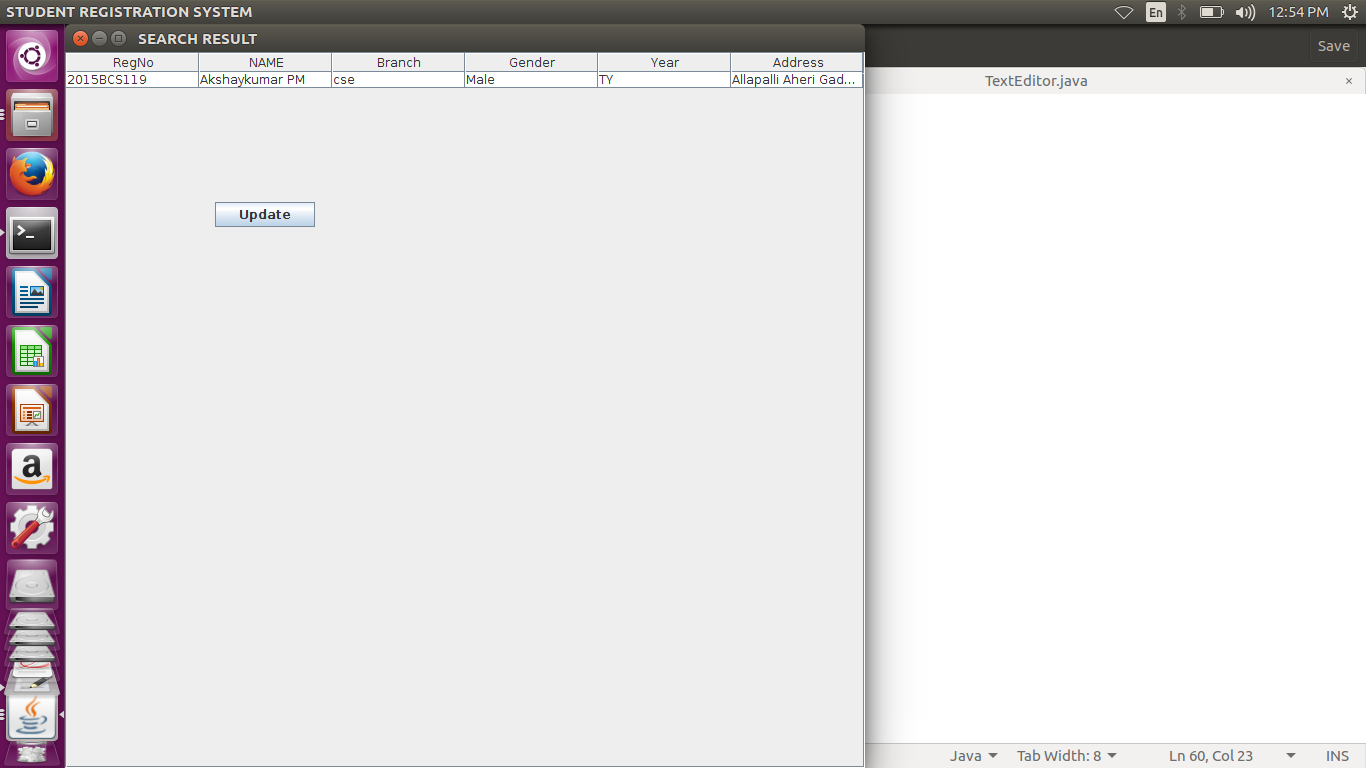 STUDENT REGISTRATION SYSTEM
En
12:54 PM
SEARCH RESULT
Save
TextEditor.java
×
RegNo NAME Branch Gender Year Address
2015BCS119 Akshaykumar PM cse Male TY Allapalli Aheri Gad...
Update
a
Java Tab Width: 8 Ln 60, Col 23 INS